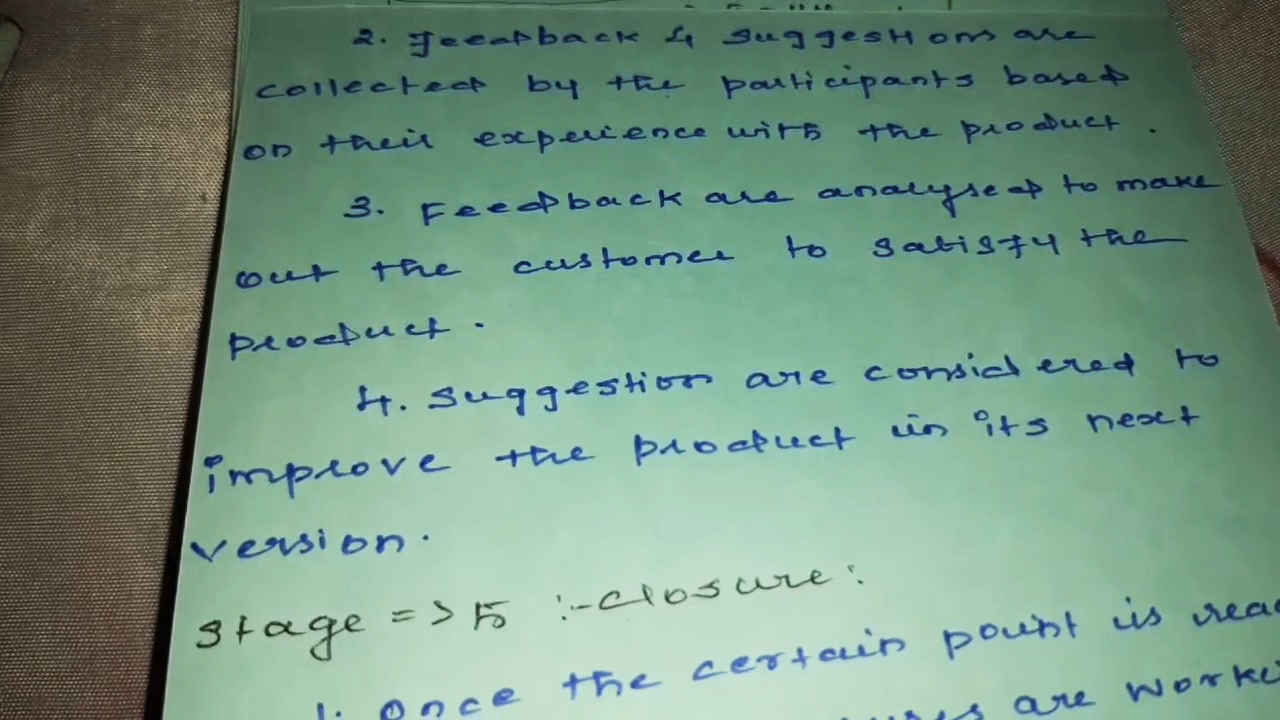 2. Feedback & suggestions are
collected by the participants based
on their experience with the product.
3. Feedback are analysed to make
out the customer to satisfy the
product.
4. suggestion are considered to
improve the product in its next
version.
stage => 5 :- closure:
1. Once the certain point is
are